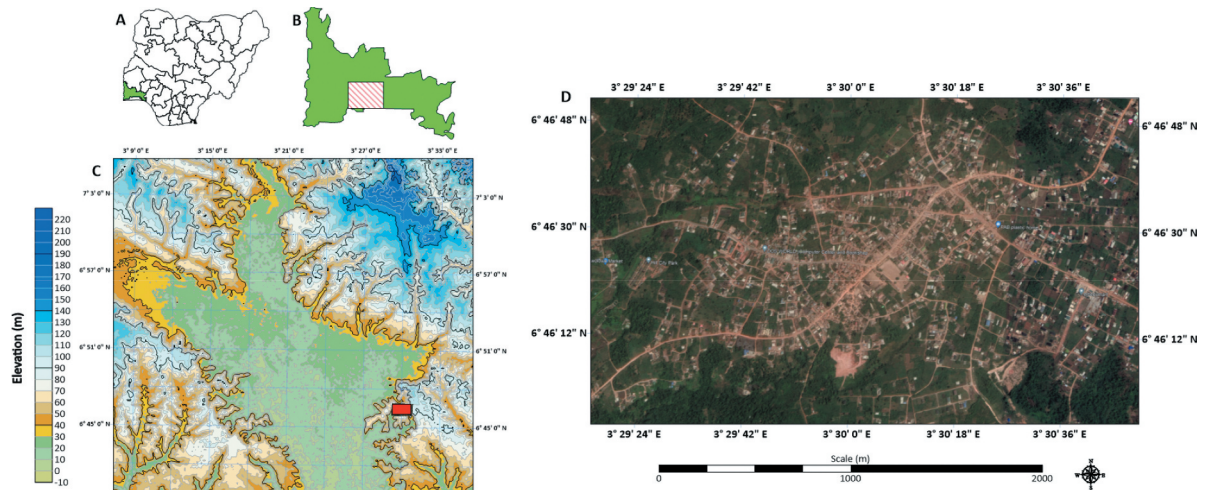 A
B
C
3° 9' 0" E
3° 15' 0" E
3° 21' 0" E
3° 27' 0" E
3° 33' 0" E
7° 3' 0" N
6° 57' 0" N
6° 51' 0" N
6° 45' 0" N
7° 3' 0" N
6° 57' 0" N
6° 51' 0" N
6° 45' 0" N
Elevation (m)
220
210
200
190
180
170
160
150
140
130
120
110
100
90
80
70
60
50
40
30
20
10
0
-10
D
3° 29' 24" E
3° 29' 42" E
3° 30' 0" E
3° 30' 18" E
3° 30' 36" E
6° 46' 48" N
6° 46' 30" N
6° 46' 12" N
6° 46' 48" N
6° 46' 30" N
6° 46' 12" N
3° 29' 24" E
3° 29' 42" E
3° 30' 0" E
3° 30' 18" E
3° 30' 36" E
Scale (m)
0
1000
2000
N
W
E
S